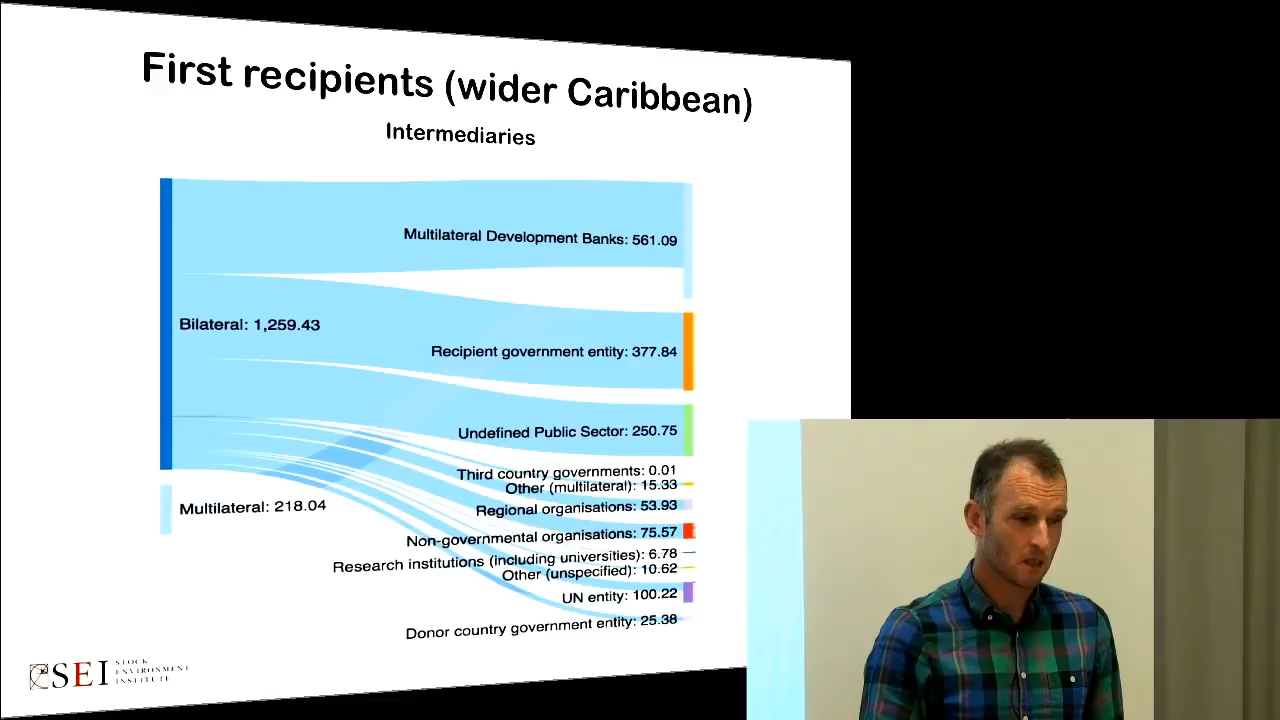 First recipients (wider Caribbean)
Intermediaries
Multilateral Development Banks: 561.09
Bilateral: 1,259.43
Recipient government entity: 377.84
Undefined Public Sector: 250.75
Third country governments: 0.01
Other (multilateral): 15.33
Multilateral: 218.04
Regional organisations: 53.93
Non-governmental organisations: 75.57
Research institutions (including universities): 6.78
Other (unspecified): 10.62
UN entity: 100.22
Donor country government entity: 25.38
SEI
STOCK
ENVIRONMENT
INSTITUTE